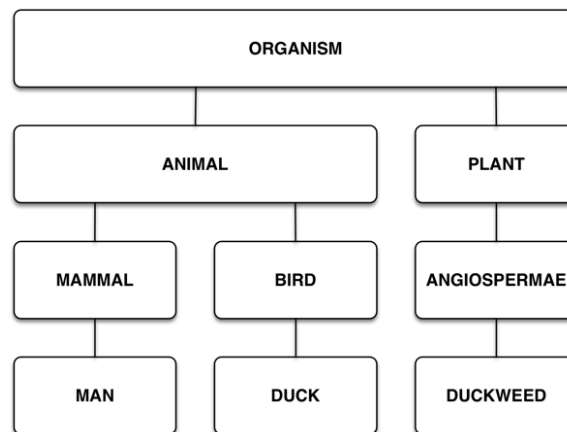 ORGANISM
ANIMAL
PLANT
MAMMAL
BIRD
ANGIOSPERMAE
MAN
DUCK
DUCKWEED